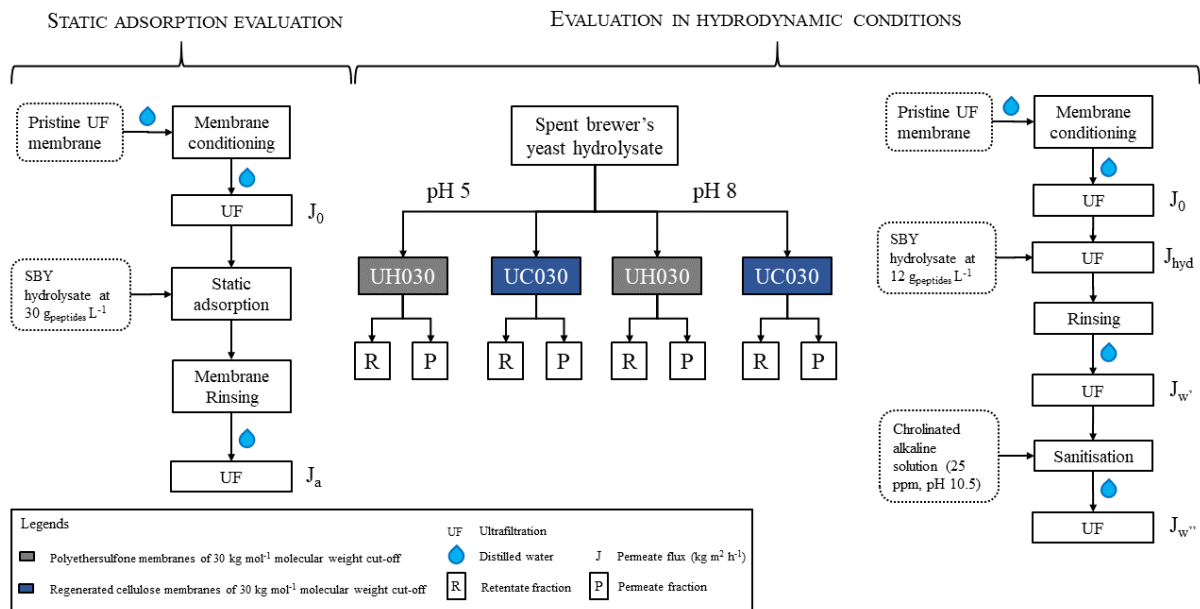 STATIC ADSORPTION EVALUATION
EVALUATION IN HYDRODYNAMIC CONDITIONS
Pristine UF
membrane
Membrane
conditioning
UF
J0
SBY
hydrolysate at
30 gpeptides L-1
Static
adsorption
Membrane
Rinsing
UF
Ja
Spent brewer's
yeast hydrolysate
pH 5
pH 8
UH030
UC030
UH030
UC030
R
P
R
P
R
P
R
P
Pristine UF
membrane
Membrane
conditioning
UF
J0
SBY
hydrolysate at
12 gpeptides L-1
UF
Jhyd
Rinsing
UF
Jw'
Chrolinated
alkaline
solution (25
ppm, pH 10.5)
Sanitisation
UF
Jw''
Legends
Polyethersulfone membranes of 30 kg mol-1 molecular weight cut-off
Regenerated cellulose membranes of 30 kg mol-1 molecular weight cut-off
UF Ultrafiltration
Distilled water
J Permeate flux (kg m2 h-1)
R Retentate fraction
P Permeate fraction